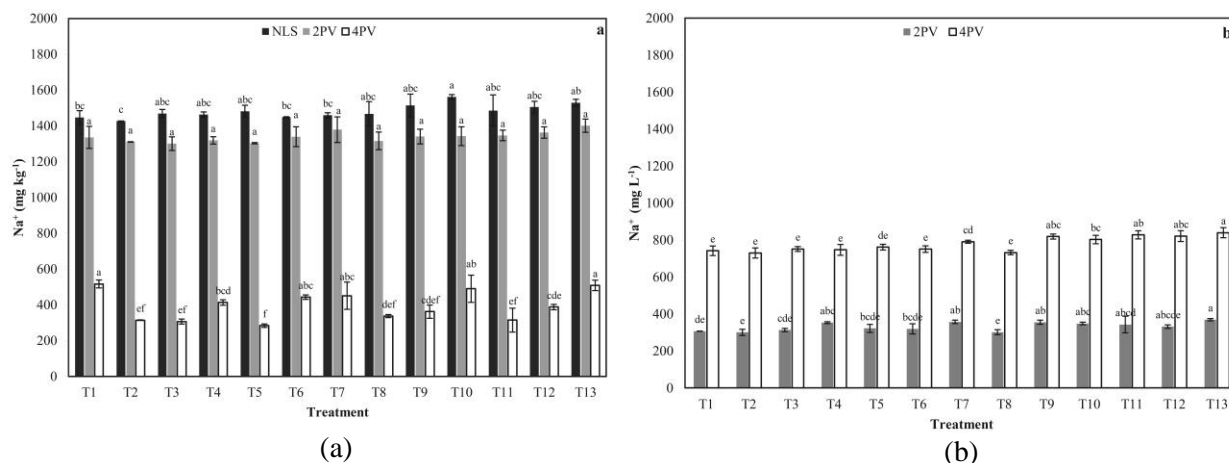 2000
1800
1600
1400
1200
1000
800
600
400
200
0
Na+ (mg kg-1)
NLS 2PV 4PV
a
bc c abc abc abc bc abc abc abc a abc abc ab
a a a a a a a a a a a a a
a ef ef bcd f abc abc def cdef ab ef cde a
T1 T2 T3 T4 T5 T6 T7 T8 T9 T10 T11 T12 T13
Treatment
(a)
2000
1800
1600
1400
1200
1000
800
600
400
200
0
Na+ (mg L-1)
2PV 4PV
b
e e e e de e cd e abc bc ab abc a
de e cde abc bcde bcde ab e ab abc abcd abcde a
T1 T2 T3 T4 T5 T6 T7 T8 T9 T10 T11 T12 T13
Treatment
(b)